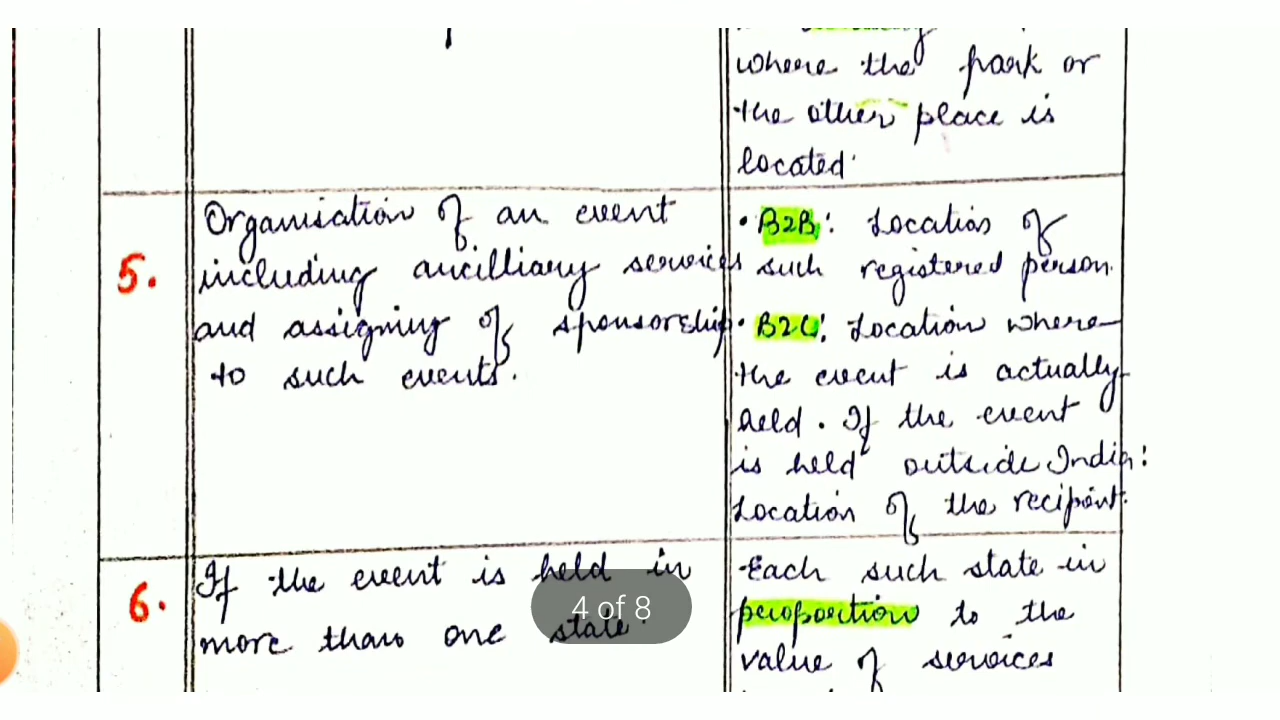 where the park or
the other place is
located.
5.
Organisation of an event
including ancilliary services
and assigning of sponsorship
to such events.
• B2B: Location of
such registered person.
• B2C: Location where
the event is actually
held. If the event
is held outside India:
Location of the recipient.
6.
If the event is held in
more than one state.
Each such state in
peroportion to the
value of services
4 of 8